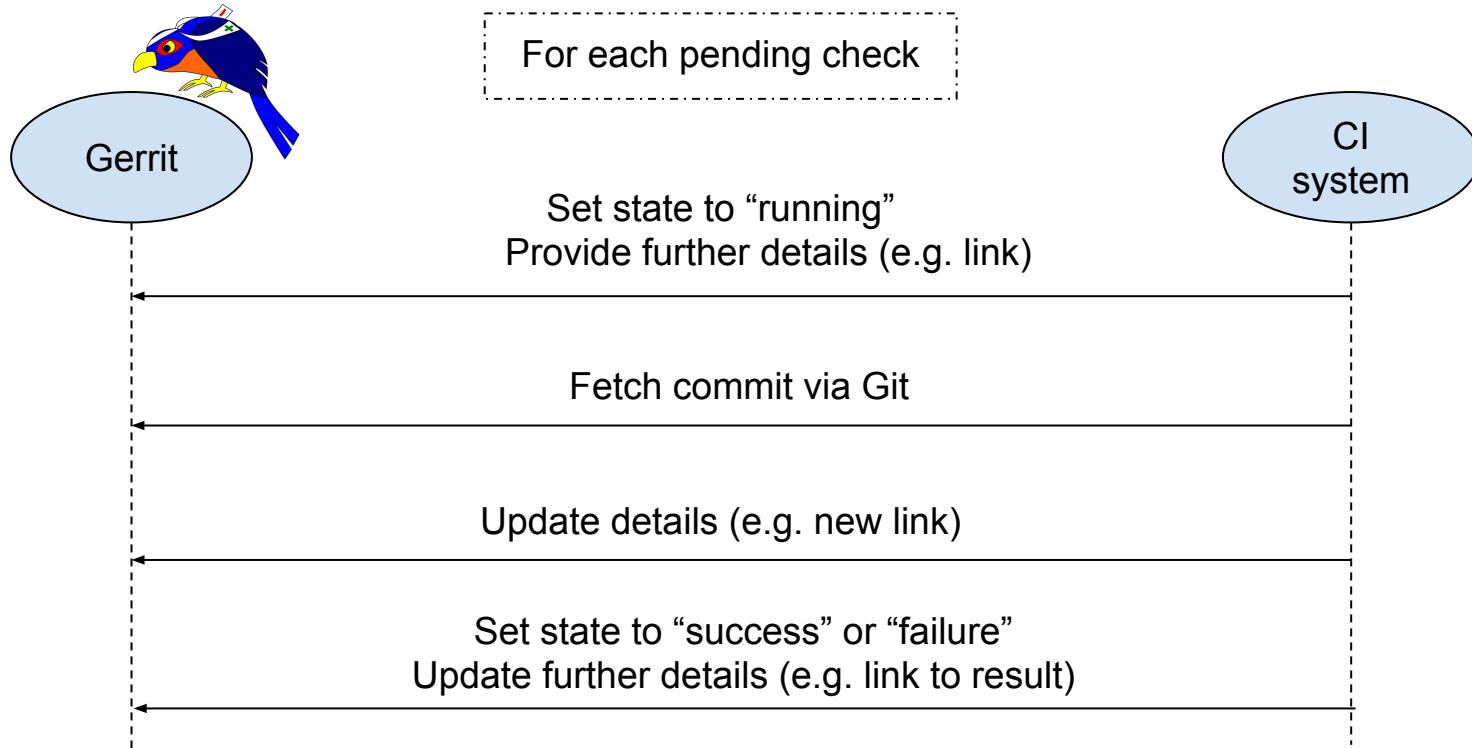 For each pending check
Gerrit
CI
system
Set state to “running”
Provide further details (e.g. link)
Fetch commit via Git
Update details (e.g. new link)
Set state to “success” or “failure”
Update further details (e.g. link to result)